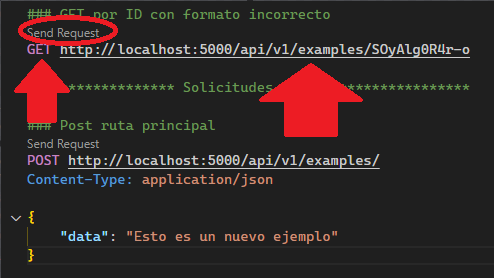 ### GET por ID con formato incorrecto
Send Request
GET http://localhost:5000/api/v1/examples/SOyAlg0R4r-o
************* Solicitudes *****************
### Post ruta principal
Send Request
POST http://localhost:5000/api/v1/examples/
Content-Type: application/json
{
"data": "Esto es un nuevo ejemplo"
}